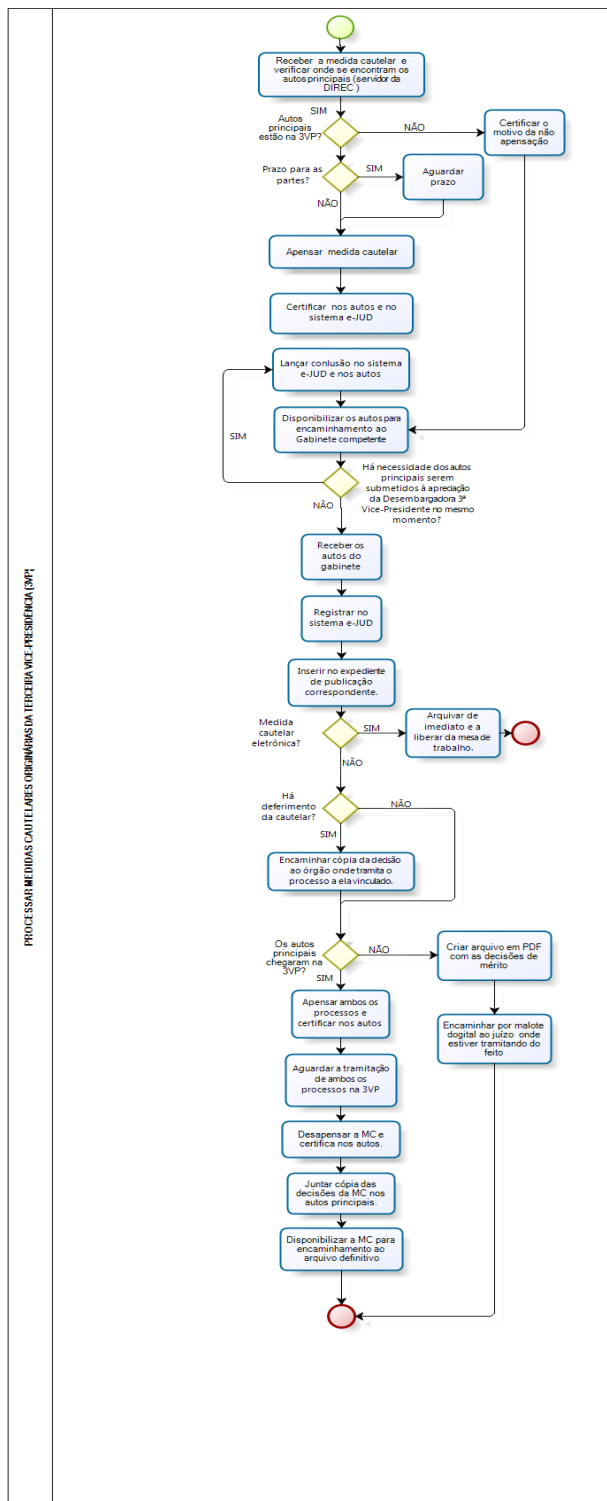 PROCESSAR MEDIDAS CAUTELARES ORIGINÁRIAS DA TERCEIRA VICE-PRESIDÊNCIA (3VP)
Receber a medida cautelar e
verificar onde se encontram os
autos principais (servidor da
DIREC )
SIM
Autos
principais
estão na 3VP?
NÃO
Certificar o
motivo da não
apensação
Prazo para as
partes?
SIM
Aguardar
prazo
NÃO
Apensar medida cautelar
Certificar nos autos e no
sistema e-JUD
Lançar conlusão no sistema
e-JUD e nos autos
Disponibilizar os autos para
encaminhamento ao
Gabinete competente
SIM
Há necessidade dos autos
principais serem
submetidos à apreciação
da Desembargadora 3ª
Vice-Presidente no mesmo
momento?
NÃO
Receber os
autos do
gabinete
Registrar no
sistema e-JUD
Inserir no expediente
de publicação
correspondente.
Medida
cautelar
eletrônica?
SIM
Arquivar de
imediato e a
liberar da mesa de
trabalho.
NÃO
Há
deferimento
da cautelar?
NÃO
SIM
Encaminhar cópia da decisão
ao órgão onde tramita o
processo a ela vinculado.
Os autos
principais
chegaram na
3VP?
NÃO
Criar arquivo em PDF
com as decisões de
mérito
SIM
Apensar ambos os
processos e
certificar nos autos
Encaminhar por malote
dogital ao juízo onde
estiver tramitando do
feito
Aguardar a tramitação
de ambos os
processos na 3VP
Desapensar a MC e
certifica nos autos.
Juntar cópia das
decisões da MC nos
autos principais.
Disponibilizar a MC para
encaminhamento ao
arquivo definitivo